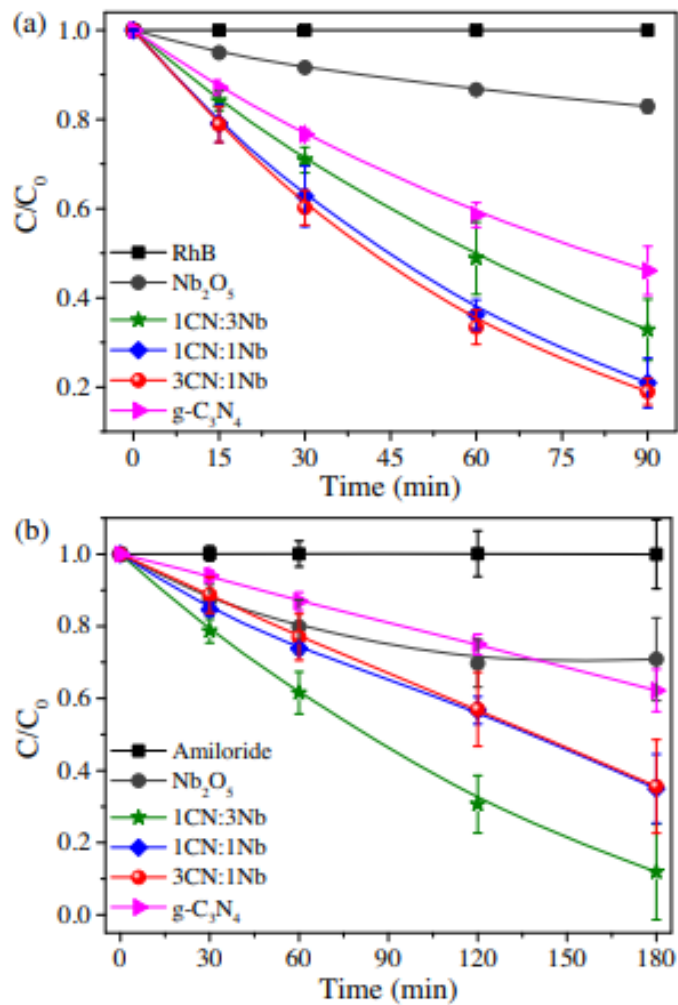 (a)
C/C₀
1.0
0.8
0.6
0.4
0.2
RhB
Nb₂O₅
1CN:3Nb
1CN:1Nb
3CN:1Nb
g-C₃N₄
0 15 30 45 60 75 90
Time (min)
(b)
C/C₀
1.0
0.8
0.6
0.4
0.2
0.0
Amiloride
Nb₂O₅
1CN:3Nb
1CN:1Nb
3CN:1Nb
g-C₃N₄
0 30 60 90 120 150 180
Time (min)